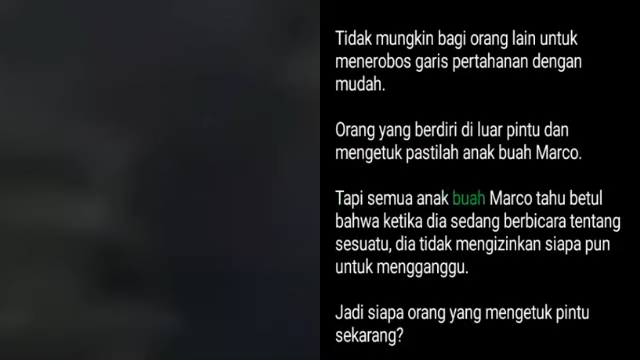 Tidak mungkin bagi orang lain untuk
menerobos garis pertahanan dengan
mudah.
Orang yang berdiri di luar pintu dan
mengetuk pastilah anak buah Marco.
Tapi semua anak buah Marco tahu betul
bahwa ketika dia sedang berbicara tentang
sesuatu, dia tidak mengizinkan siapa pun
untuk mengganggu.
Jadi siapa orang yang mengetuk pintu
sekarang?